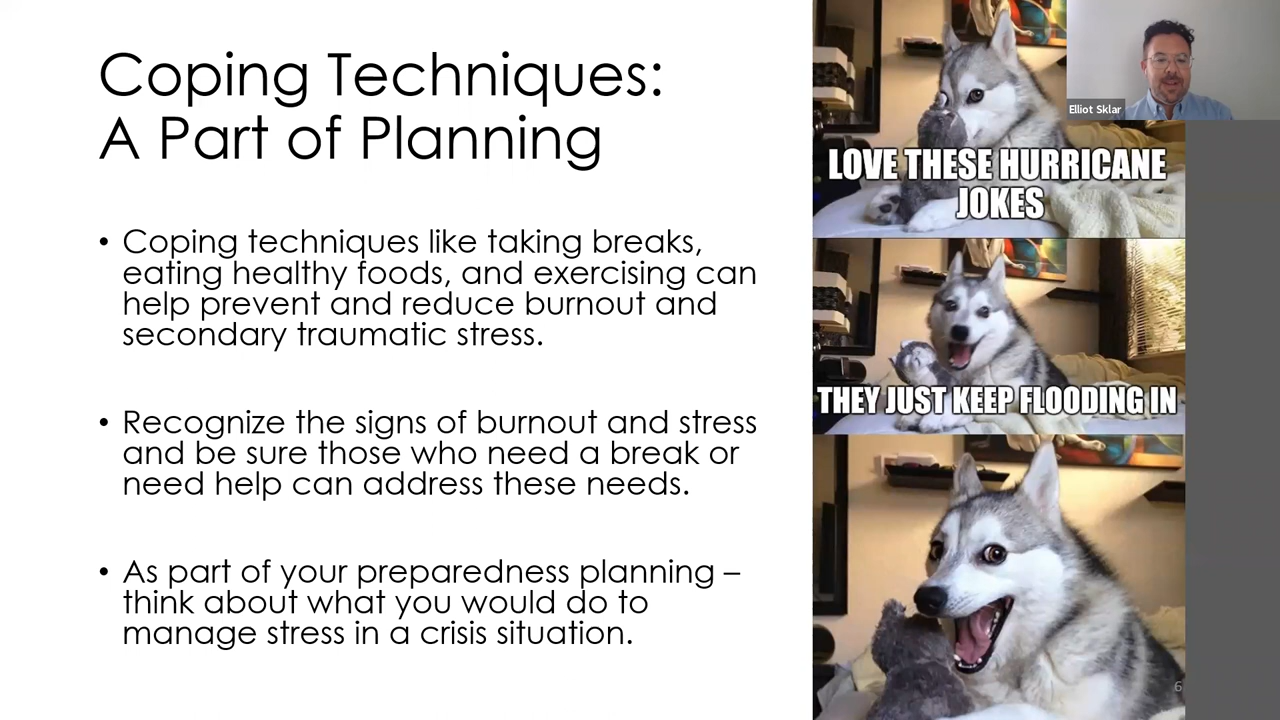 Coping Techniques:
A Part of Planning
• Coping techniques like taking breaks,
eating healthy foods, and exercising can
help prevent and reduce burnout and
secondary traumatic stress.
• Recognize the signs of burnout and stress
and be sure those who need a break or
need help can address these needs.
• As part of your preparedness planning –
think about what you would do to
manage stress in a crisis situation.
Elliot Sklar
LOVE THESE HURRICANE
JOKES
THEY JUST KEEP FLOODING IN
6